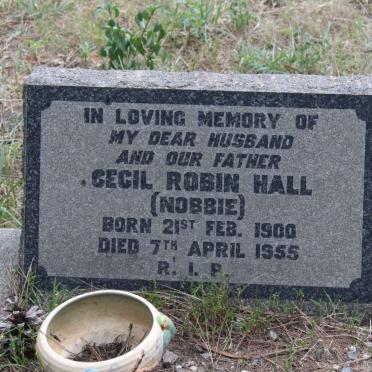 IN LOVING MEMORY OF
MY DEAR HUSBAND
AND OUR FATHER
CECIL ROBIN HALL
(NOBBIE)
BORN 21ST FEB. 1900
DIED 7TH APRIL 1955
R. I. P.